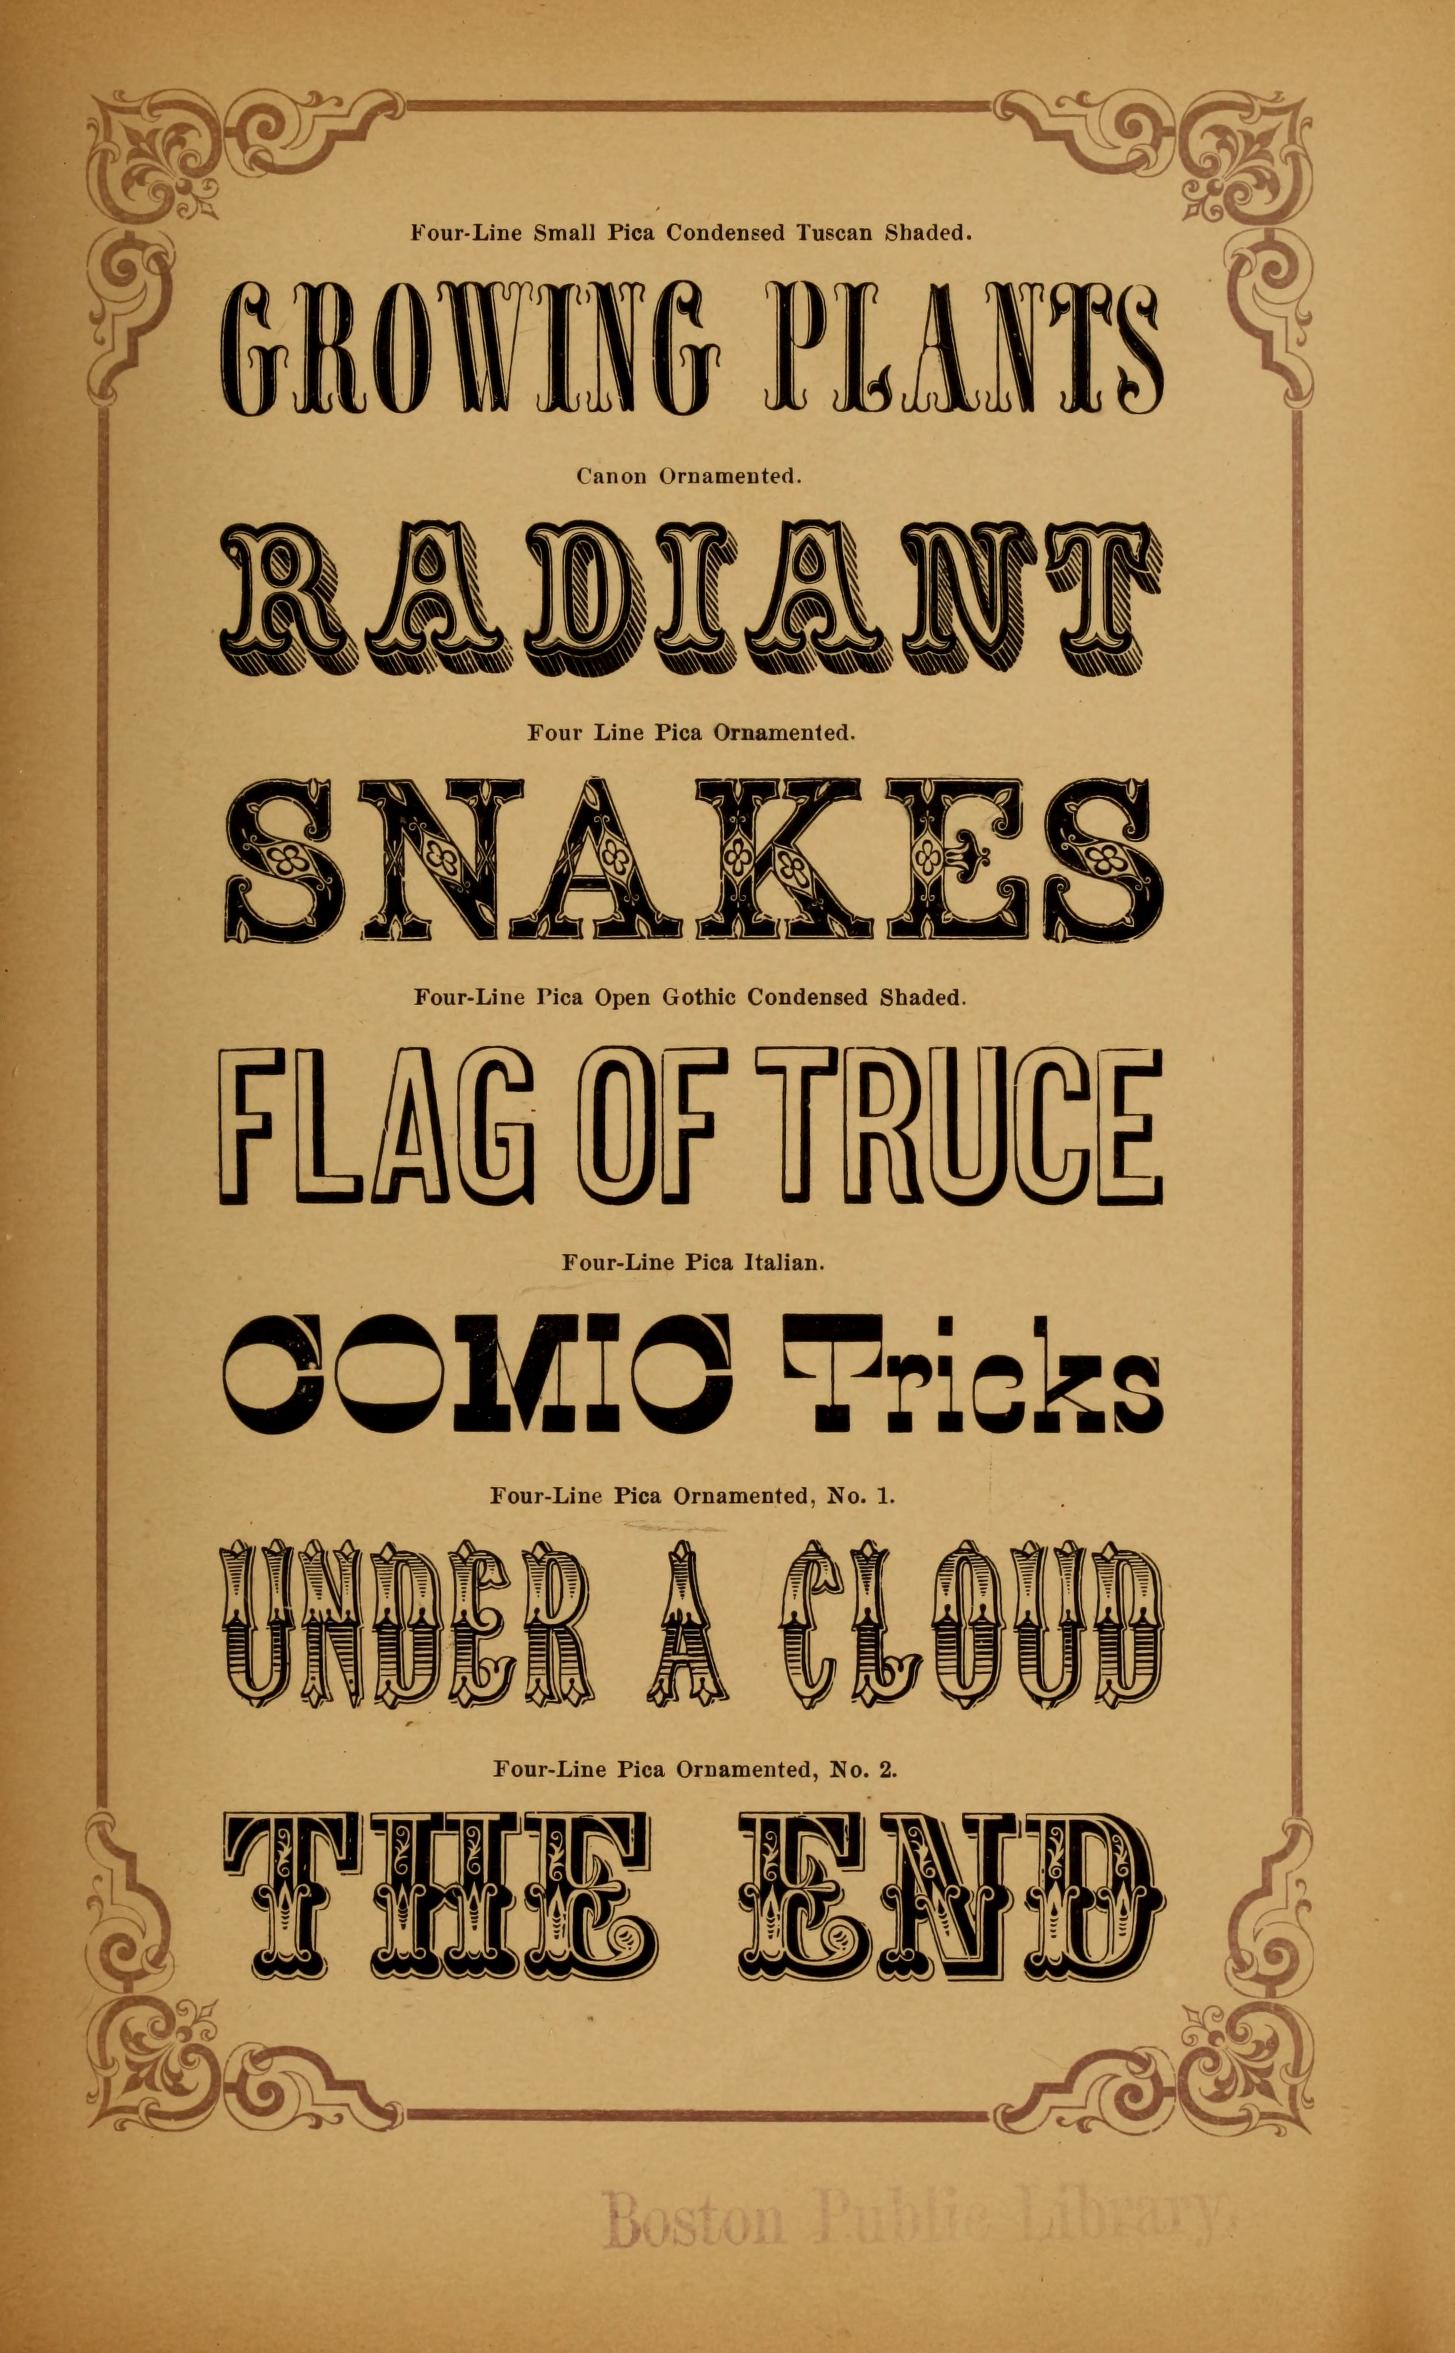 Four-Line Small Pica Condensed Tuscan Shaded.
GROWING PLANTS
Canon Ornamented.
RADIANT
Four Line Pica Ornamented.
SNAKES
Four-Line Pica Open Gothic Condensed Shaded.
FLAG OF TRUCE
Four-Line Pica Italian.
COMIC Tricks
Four-Line Pica Ornamented, No. 1.
UNDER A CLOUD
Four-Line Pica Ornamented, No. 2.
THE END
Boston Public Library.